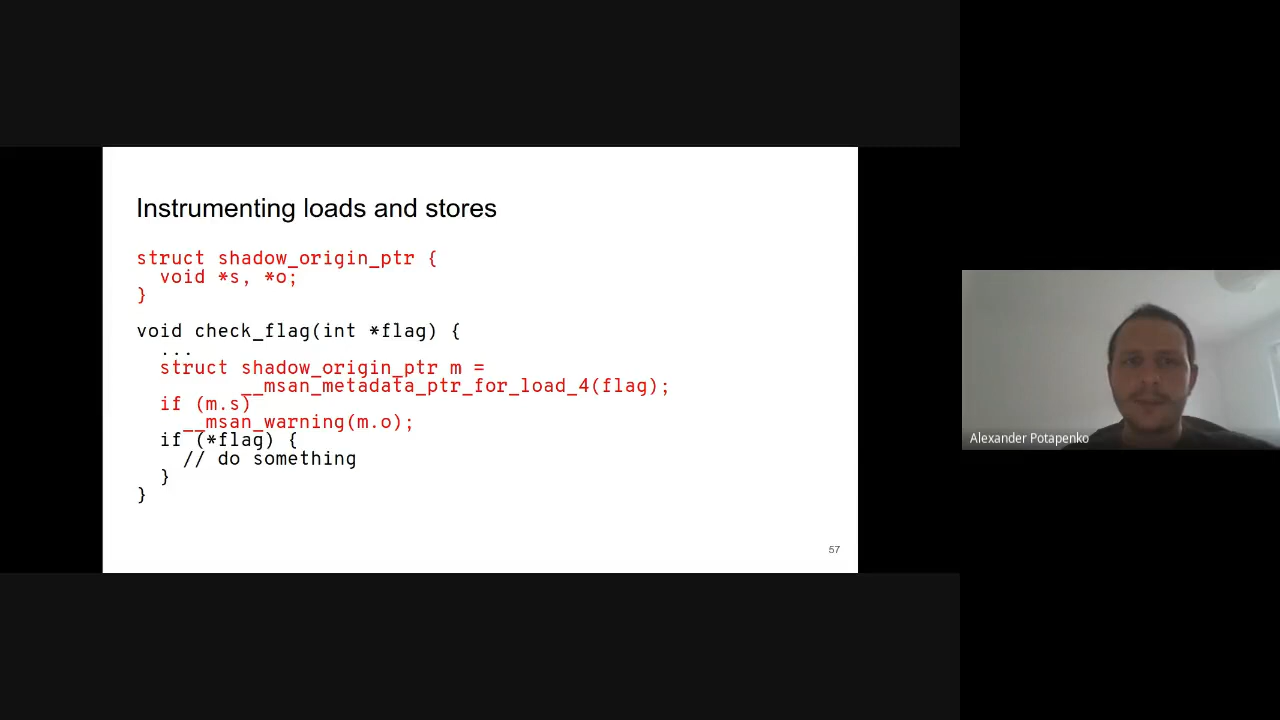 Instrumenting loads and stores
struct shadow_origin_ptr {
void *s, *o;
}
void check_flag(int *flag) {
...
struct shadow_origin_ptr m =
__msan_metadata_ptr_for_load_4(flag);
if (m.s)
__msan_warning(m.o);
if (*flag) {
// do something
}
}
57
Alexander Potapenko